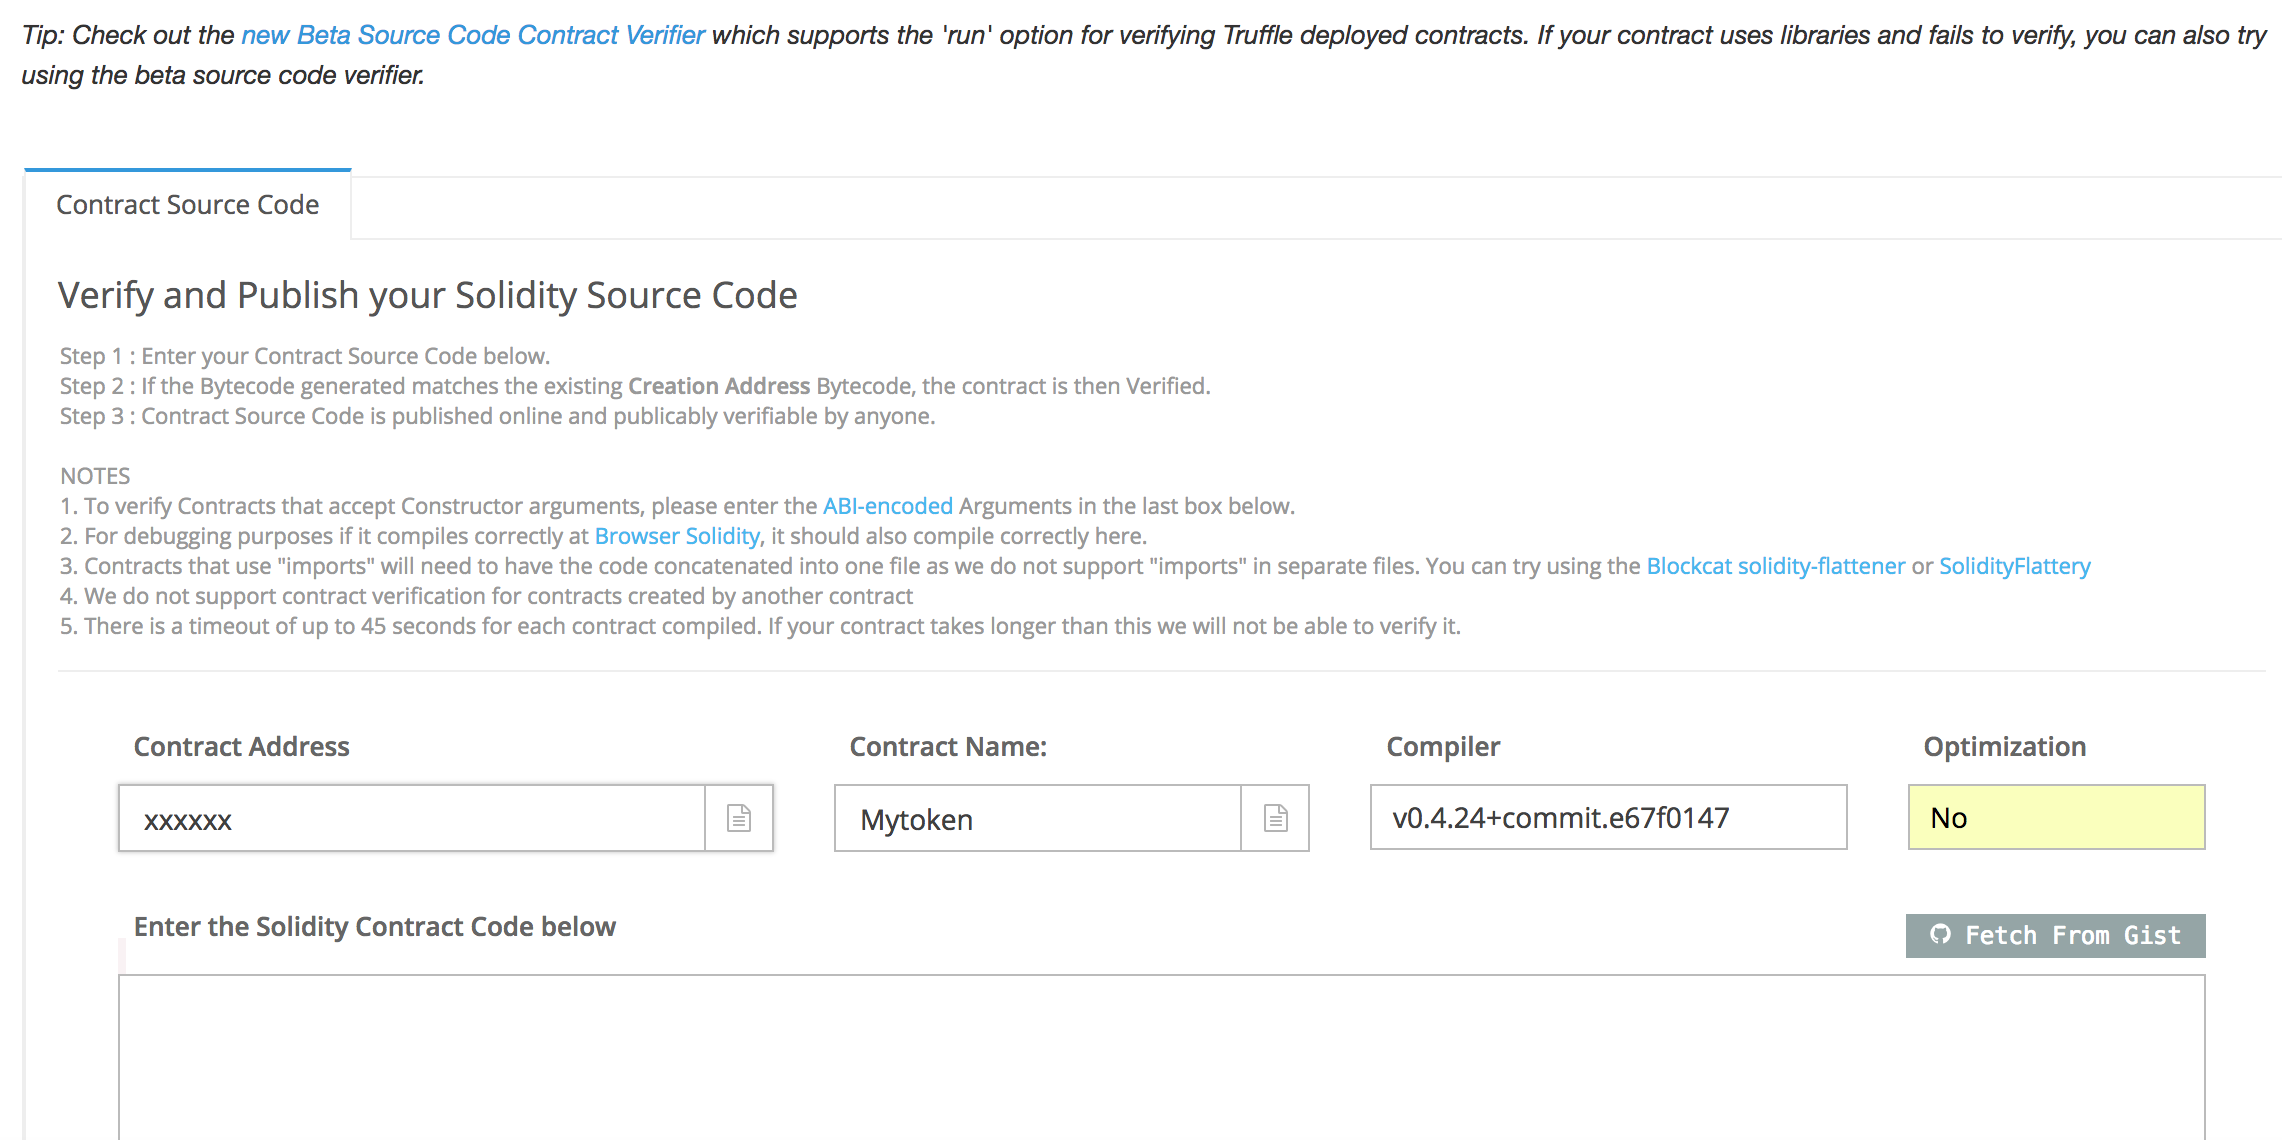 Tip: Check out the new Beta Source Code Contract Verifier which supports the 'run' option for verifying Truffle deployed contracts. If your contract uses libraries and fails to verify, you can also try
using the beta source code verifier.
Contract Source Code
Verify and Publish your Solidity Source Code
Step 1 : Enter your Contract Source Code below.
Step 2 : If the Bytecode generated matches the existing Creation Address Bytecode, the contract is then Verified.
Step 3 : Contract Source Code is published online and publicably verifiable by anyone.
NOTES
1. To verify Contracts that accept Constructor arguments, please enter the ABI-encoded Arguments in the last box below.
2. For debugging purposes if it compiles correctly at Browser Solidity, it should also compile correctly here.
3. Contracts that use "imports" will need to have the code concatenated into one file as we do not support "imports" in separate files. You can try using the Blockcat solidity-flattener or SolidityFlattery
4. We do not support contract verification for contracts created by another contract
5. There is a timeout of up to 45 seconds for each contract compiled. If your contract takes longer than this we will not be able to verify it.
Contract Address Contract Name: Compiler Optimization
xxxxxx Mytoken v0.4.24+commit.e67f0147 No
Enter the Solidity Contract Code below Fetch From Gist